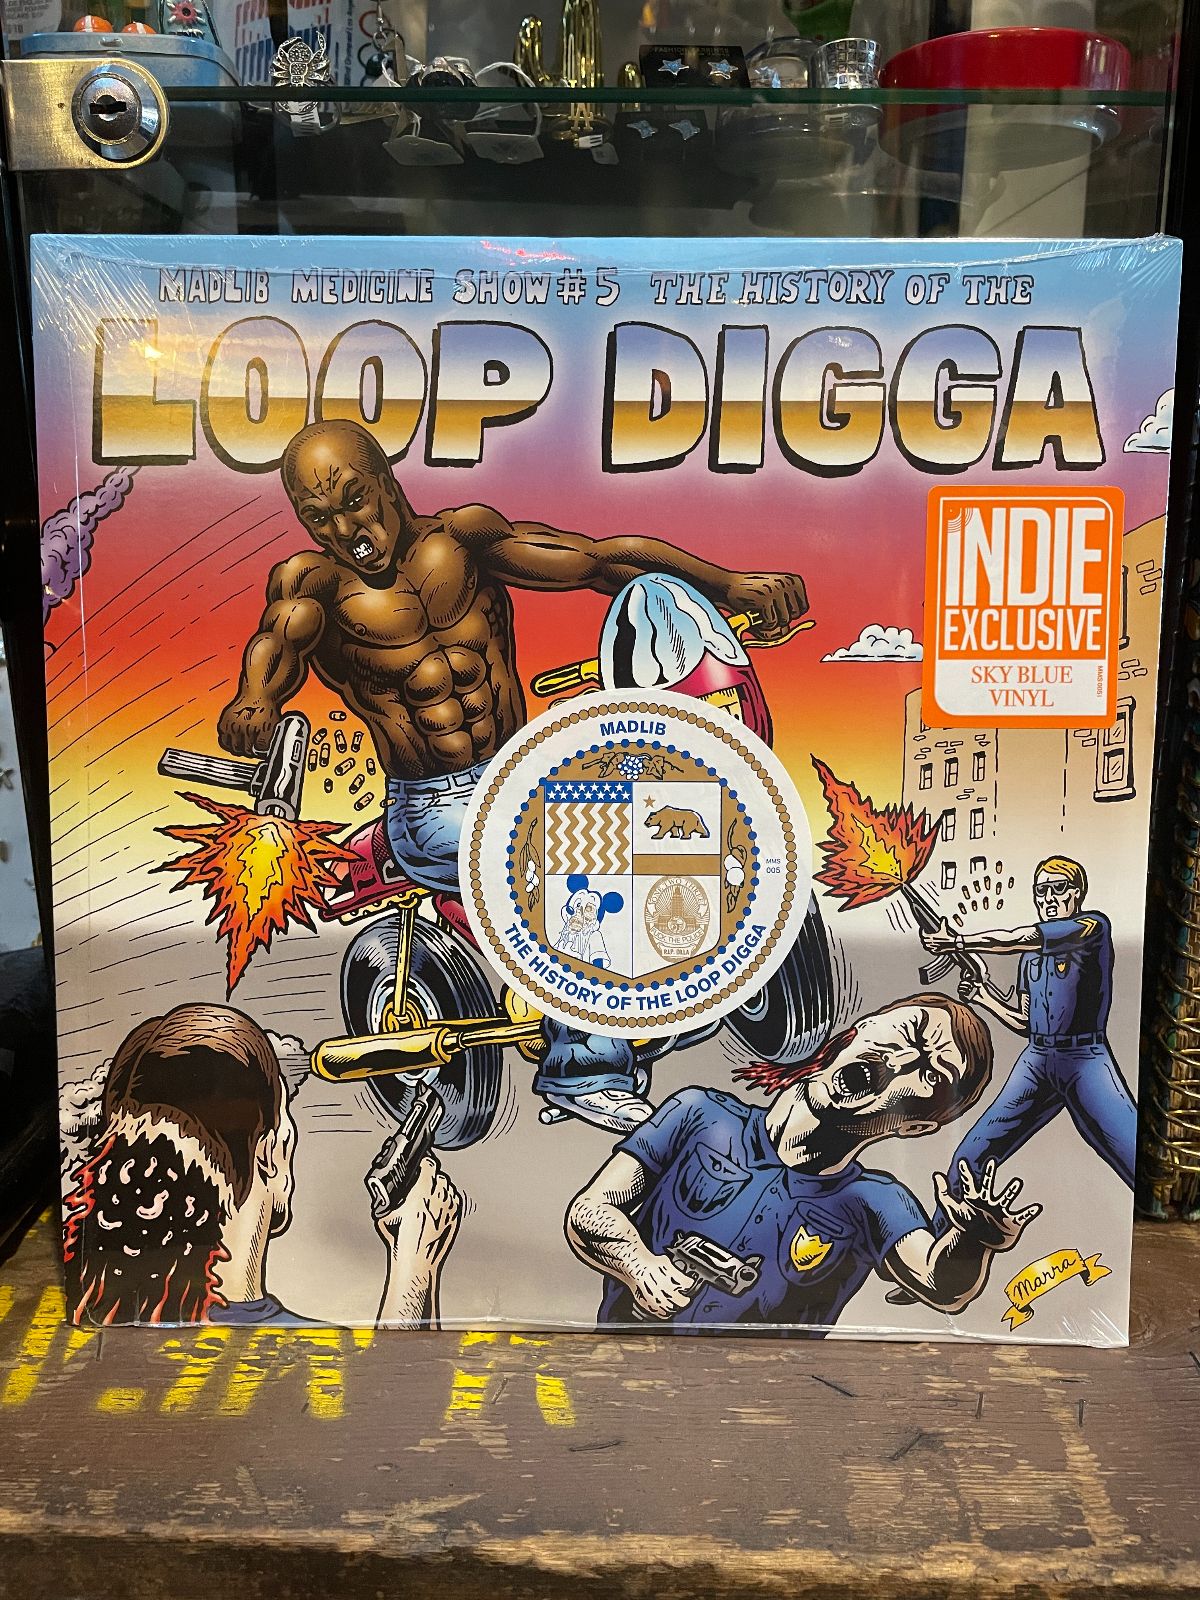 MADLIB MEDICINE SHOW #5 THE HISTORY OF THE
LOOP DIGGA
INDIE
EXCLUSIVE
SKY BLUE
VINYL
MADLIB
MMS
005
R.I.P. DILLA
THE HISTORY OF THE LOOP DIGGA
Marra